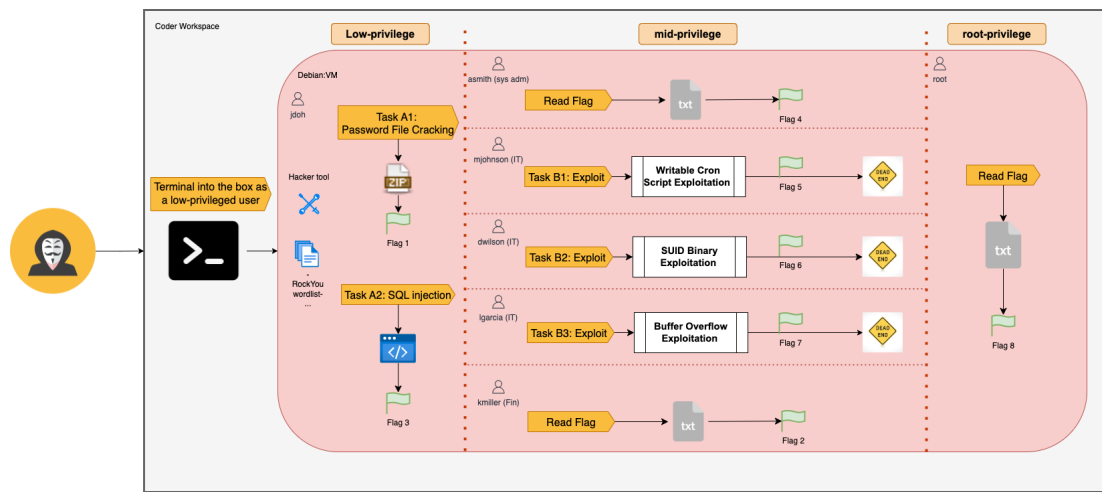 Coder Workspace
Low-privilege
mid-privilege
root-privilege
Debian:VM
jdoh
Task A1:
Password File Cracking
ZIP
Flag 1
Hacker tool
RockYou
wordlist-
...
Task A2: SQL injection
</>
Flag 3
Terminal into the box as
a low-privileged user
>_
asmith (sys adm)
Read Flag
txt
Flag 4
mjohnson (IT)
Task B1: Exploit
Writable Cron
Script Exploitation
Flag 5
DEAD
END
dwilson (IT)
Task B2: Exploit
SUID Binary
Exploitation
Flag 6
DEAD
END
lgarcia (IT)
Task B3: Exploit
Buffer Overflow
Exploitation
Flag 7
DEAD
END
kmiller (Fin)
Read Flag
txt
Flag 2
root
Read Flag
txt
Flag 8